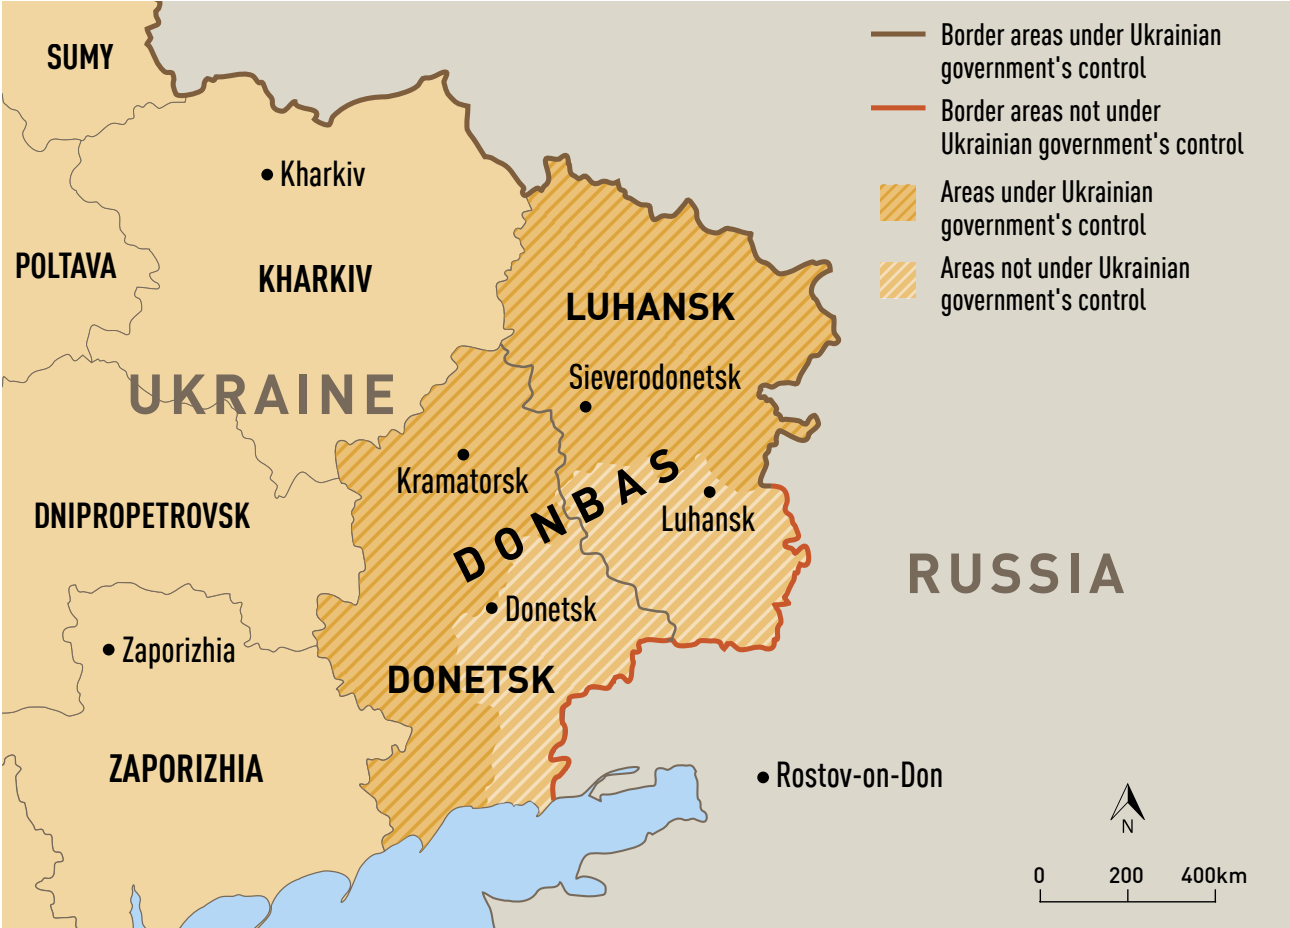 SUMY
Kharkiv
POLTAVA
KHARKIV
LUHANSK
Sieverodonetsk
UKRAINE
Kramatorsk
DONBAS
Luhansk
DNIPROPETROVSK
RUSSIA
Donetsk
Zaporizhia
DONETSK
ZAPORIZHIA
Rostov-on-Don
Border areas under Ukrainian
government's control
Border areas not under
Ukrainian government's control
Areas under Ukrainian
government's control
Areas not under Ukrainian
government's control
N
0 200 400km